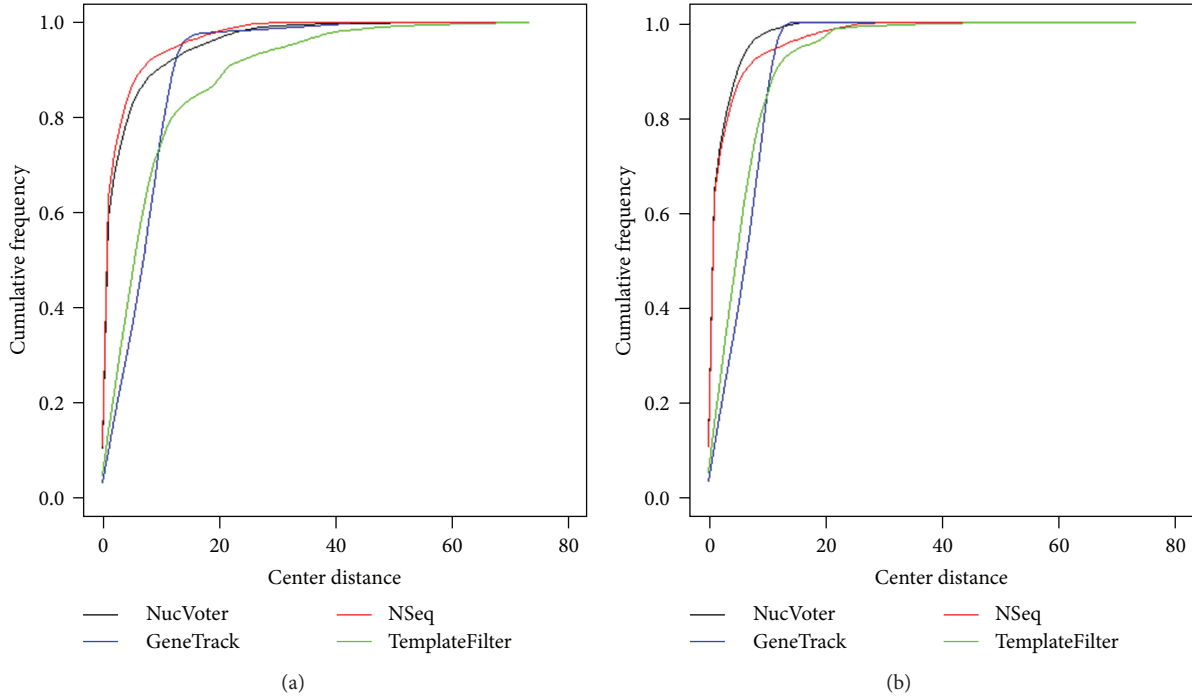 1.0
0.8
0.6
0.4
0.2
0.0
Cumulative frequency
0 20 40 60 80
Center distance
NucVoter NSeq
GeneTrack TemplateFilter
(a)
1.0
0.8
0.6
0.4
0.2
0.0
Cumulative frequency
0 20 40 60 80
Center distance
NucVoter NSeq
GeneTrack TemplateFilter
(b)